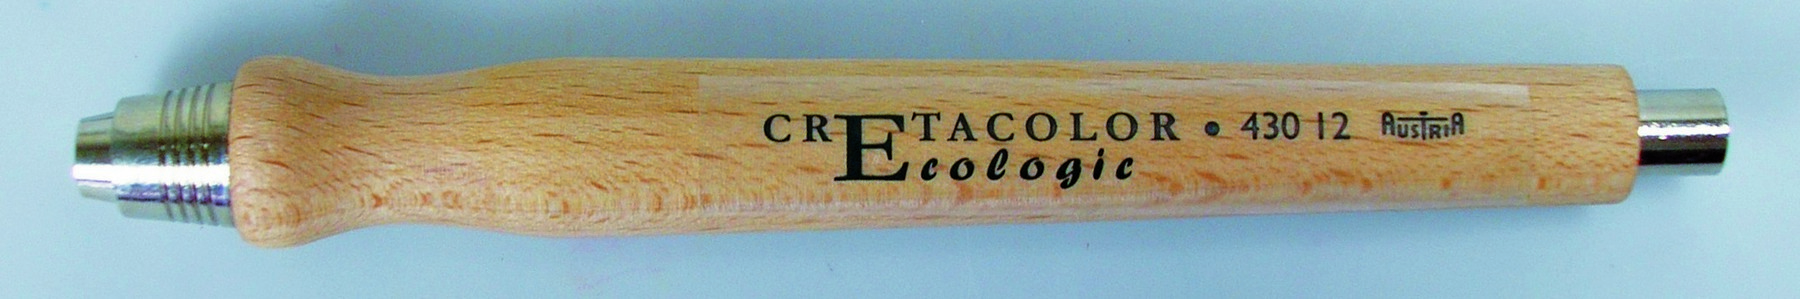 CRETACOLOR • 430 12 AUSTRIA
Ecologic